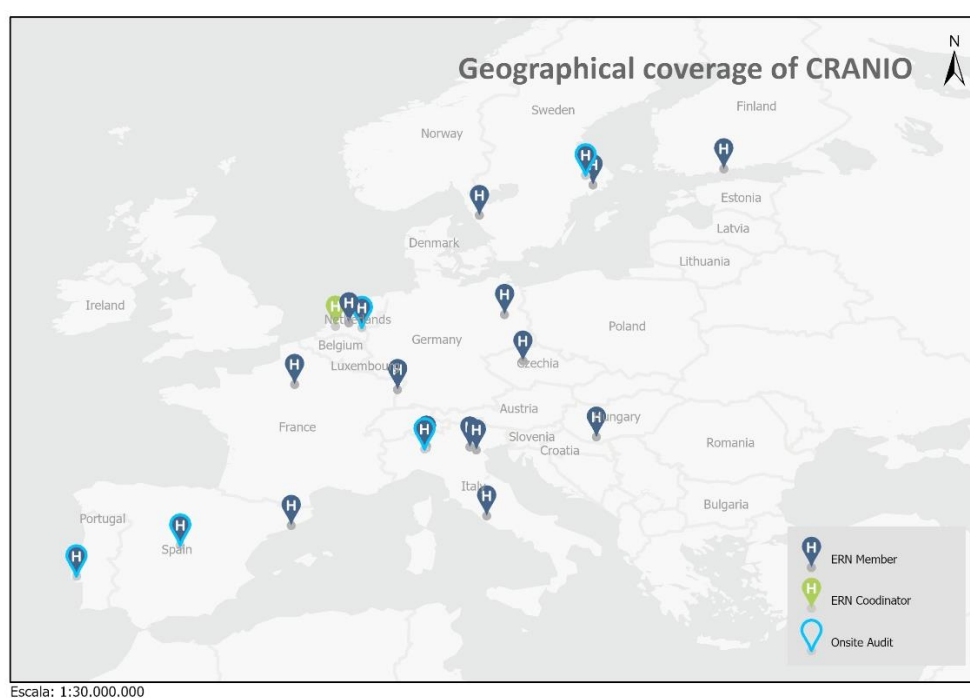 N
Geographical coverage of CRANIO
Finland
Sweden
Norway
Estonia
Latvia
Denmark
Lithuania
Ireland
Netherlands
Poland
Germany
Belgium
Czechia
Luxembourg
Austria
Hungary
France
Slovenia
Romania
Croatia
Italy
Bulgaria
Portugal
Spain
H ERN Member
H ERN Coodinator
Onsite Audit
Escala: 1:30.000.000